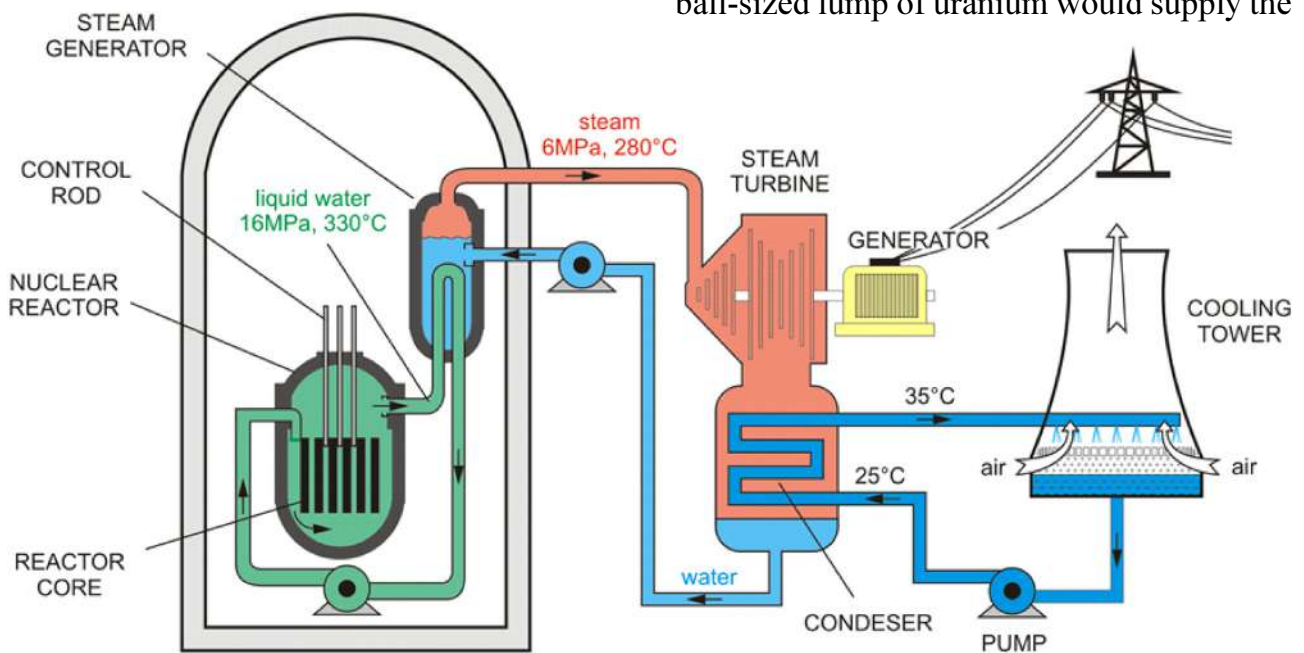 ball-sized lump of uranium would supply the
STEAM
GENERATOR
CONTROL
ROD
NUCLEAR
REACTOR
REACTOR
CORE
liquid water
16MPa, 330°C
steam
6MPa, 280°C
STEAM
TURBINE
GENERATOR
COOLING
TOWER
35°C
air
air
25°C
water
CONDESER
PUMP